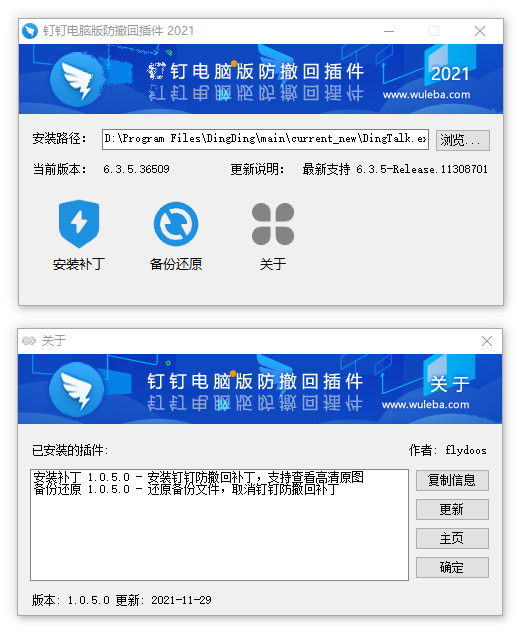 钉钉电脑版防撤回插件 2021
钉钉电脑版防撤回插件
2021
www.wuleba.com
安装路径： D:\Program Files\DingDing\main\current_new\DingTalk.ex 浏览...
当前版本： 6.3.5.36509 更新说明： 最新支持 6.3.5-Release.11308701
安装补丁 备份还原 关于
关于
钉钉电脑版防撤回插件
关于
www.wuleba.com
已安装的插件： 作者：flydoos
安装补丁 1.0.5.0 - 安装钉钉防撤回补丁，支持查看高清原图
备份还原 1.0.5.0 - 还原备份文件，取消钉钉防撤回补丁
复制信息
更新
主页
确定
版本：1.0.5.0 更新：2021-11-29